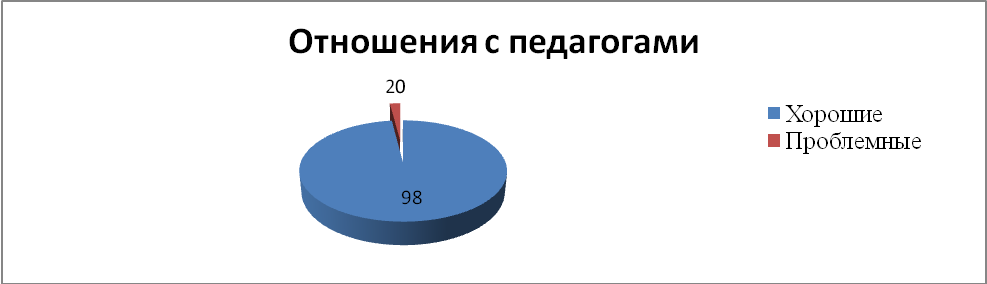 Отношения с педагогами
20
98
Хорошие
Проблемные